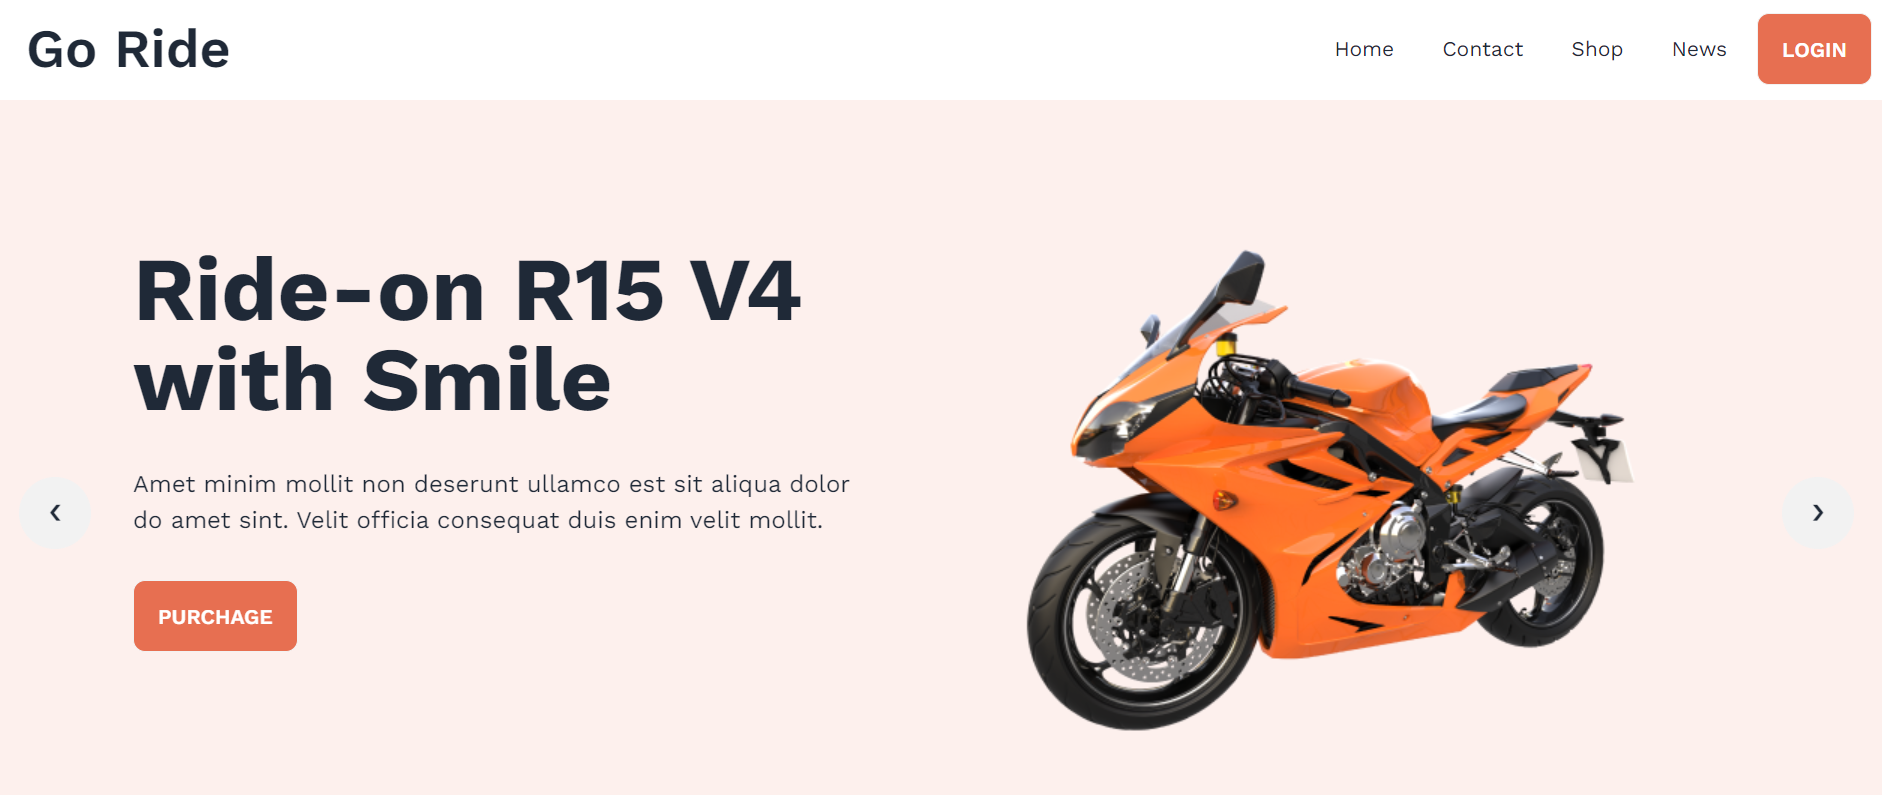 Go Ride
Home Contact Shop News LOGIN
Ride-on R15 V4
with Smile
Amet minim mollit non deserunt ullamco est sit aliqua dolor
do amet sint. Velit officia consequat duis enim velit mollit.
‹ ›
PURCHAGE